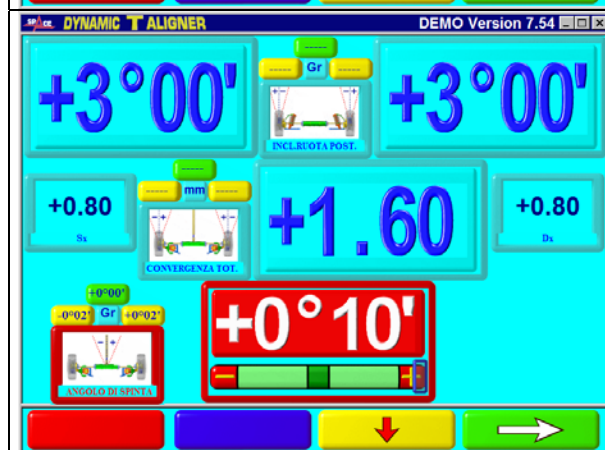 SPACE DYNAMIC T ALIGNER DEMO Version 7.54
+3°00' ----- +3°00'
----- Gr -----
INCL.RUOTA POST.
+0.80 ----- +1.60 +0.80
Sx ----- mm ----- Dx
CONVERGENZA TOT.
+0°00' +0°10'
-0°02' Gr +0°02'
ANGOLO DI SPINTA